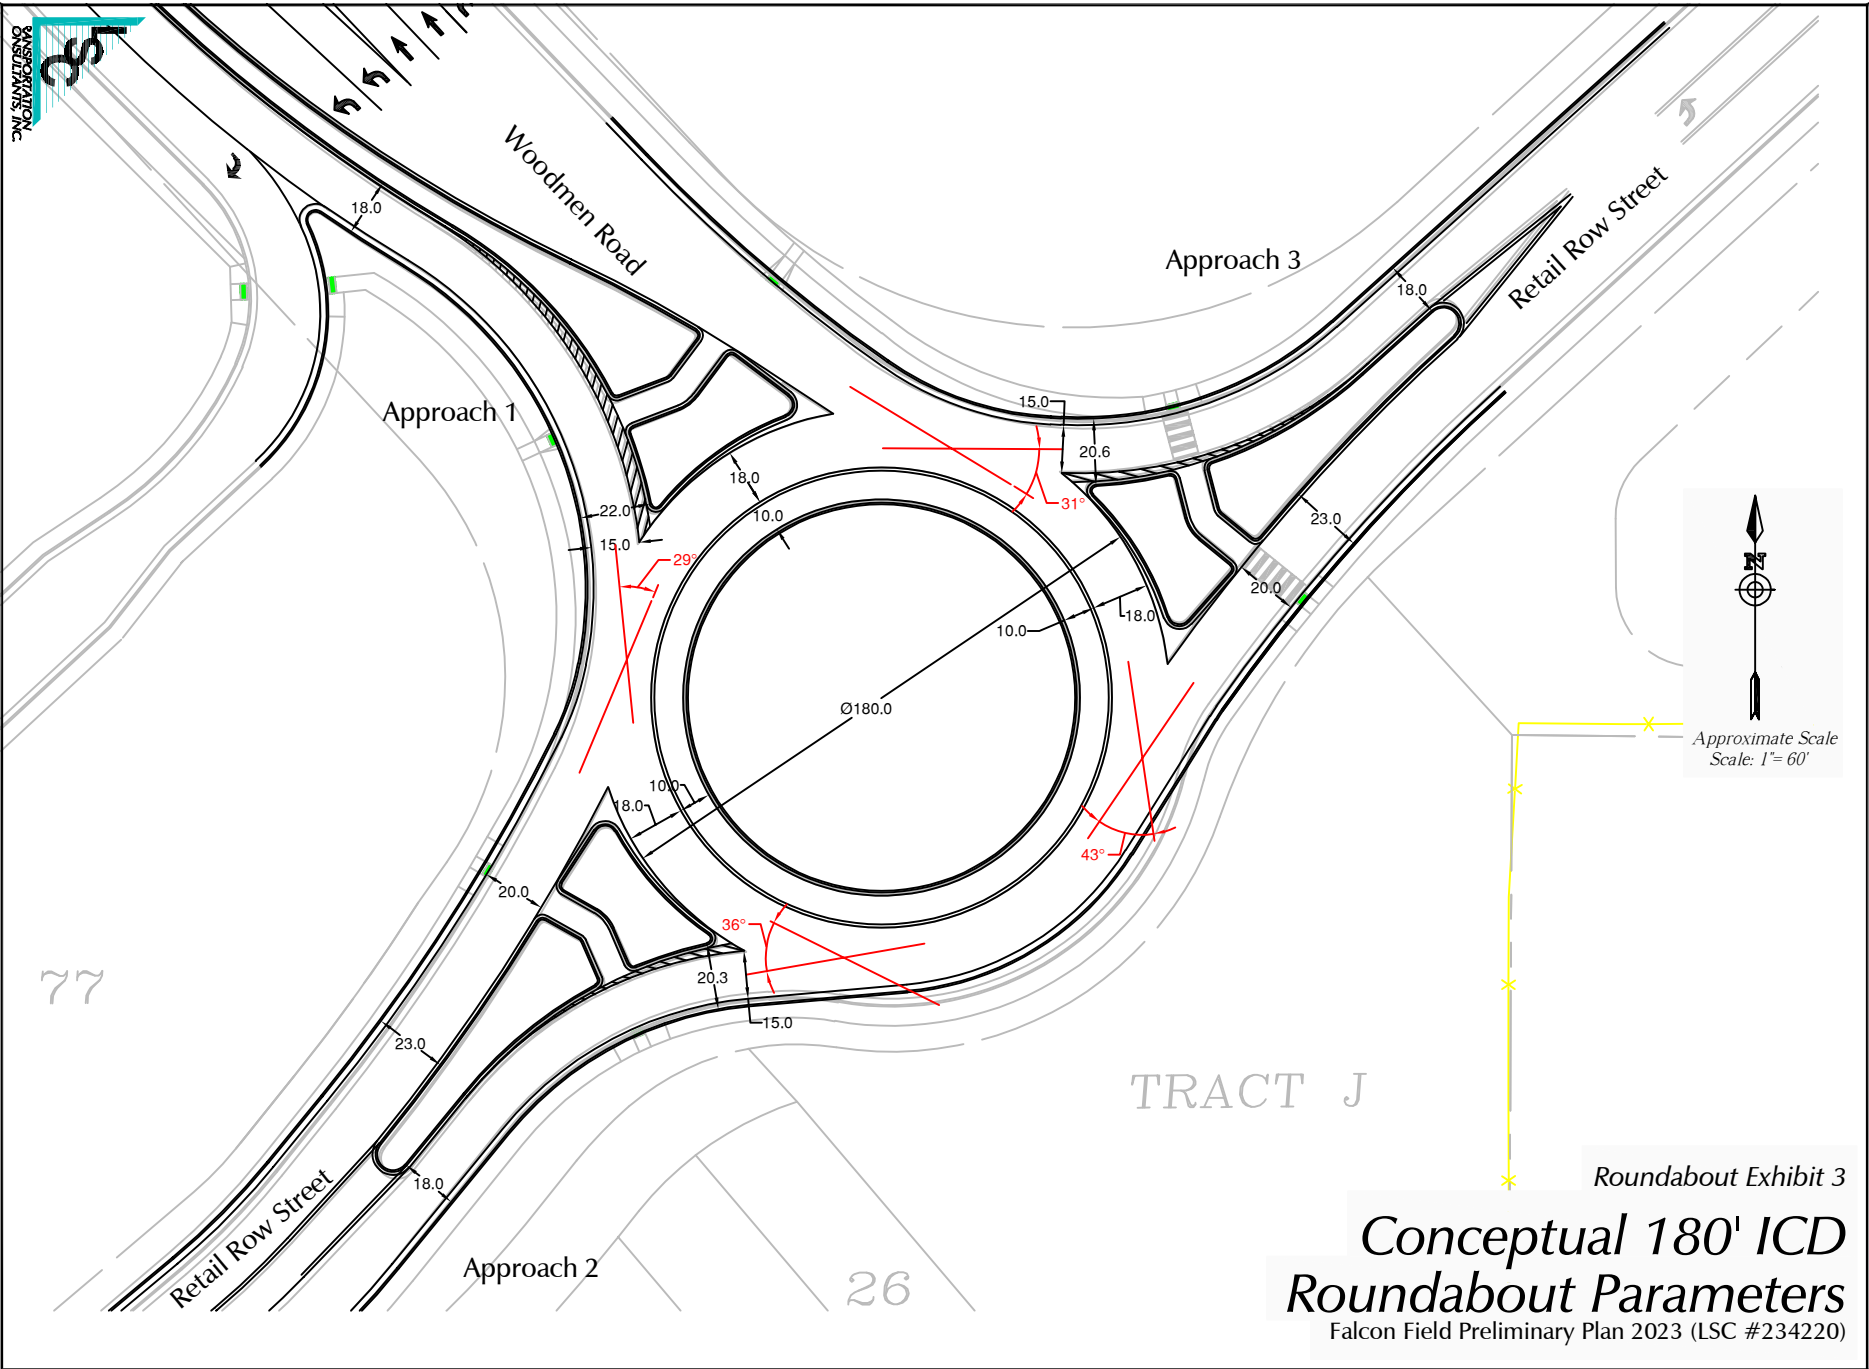 LSC
TRANSPORTATION
CONSULTANTS, INC.
Woodmen Road
Approach 3
Retail Row Street
Approach 1
18.0
18.0
15.0
20.6
18.0
10.0
31°
22.0
15.0
29°
23.0
20.0
18.0
10.0
Ø180.0
N
Approximate Scale
Scale: 1"= 60'
10.0
18.0
43°
20.0
36°
20.3
15.0
77
23.0
TRACT J
18.0
Retail Row Street
Approach 2
26
Roundabout Exhibit 3
Conceptual 180' ICD
Roundabout Parameters
Falcon Field Preliminary Plan 2023 (LSC #234220)